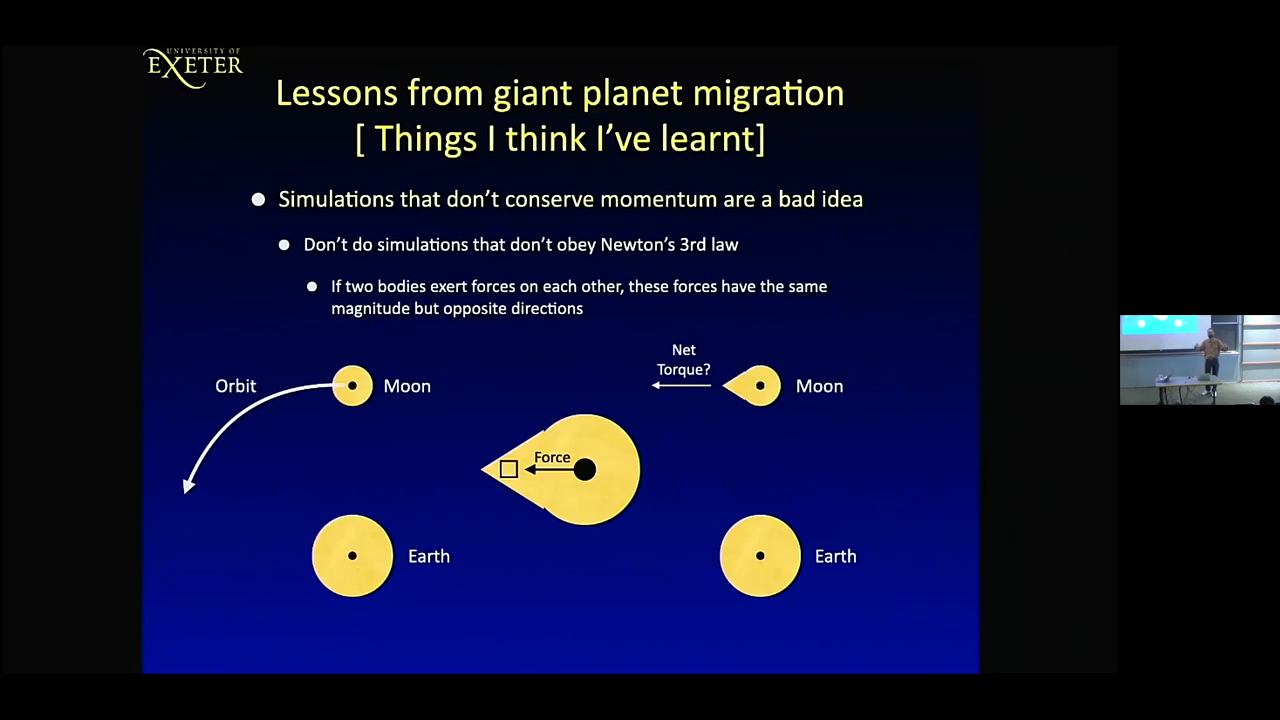 UNIVERSITY OF
EXETER
Lessons from giant planet migration
[ Things I think I've learnt]
Simulations that don't conserve momentum are a bad idea
Don't do simulations that don't obey Newton's 3rd law
If two bodies exert forces on each other, these forces have the same
magnitude but opposite directions
Net
Torque?
Orbit
Moon
Moon
Force
Earth
Earth